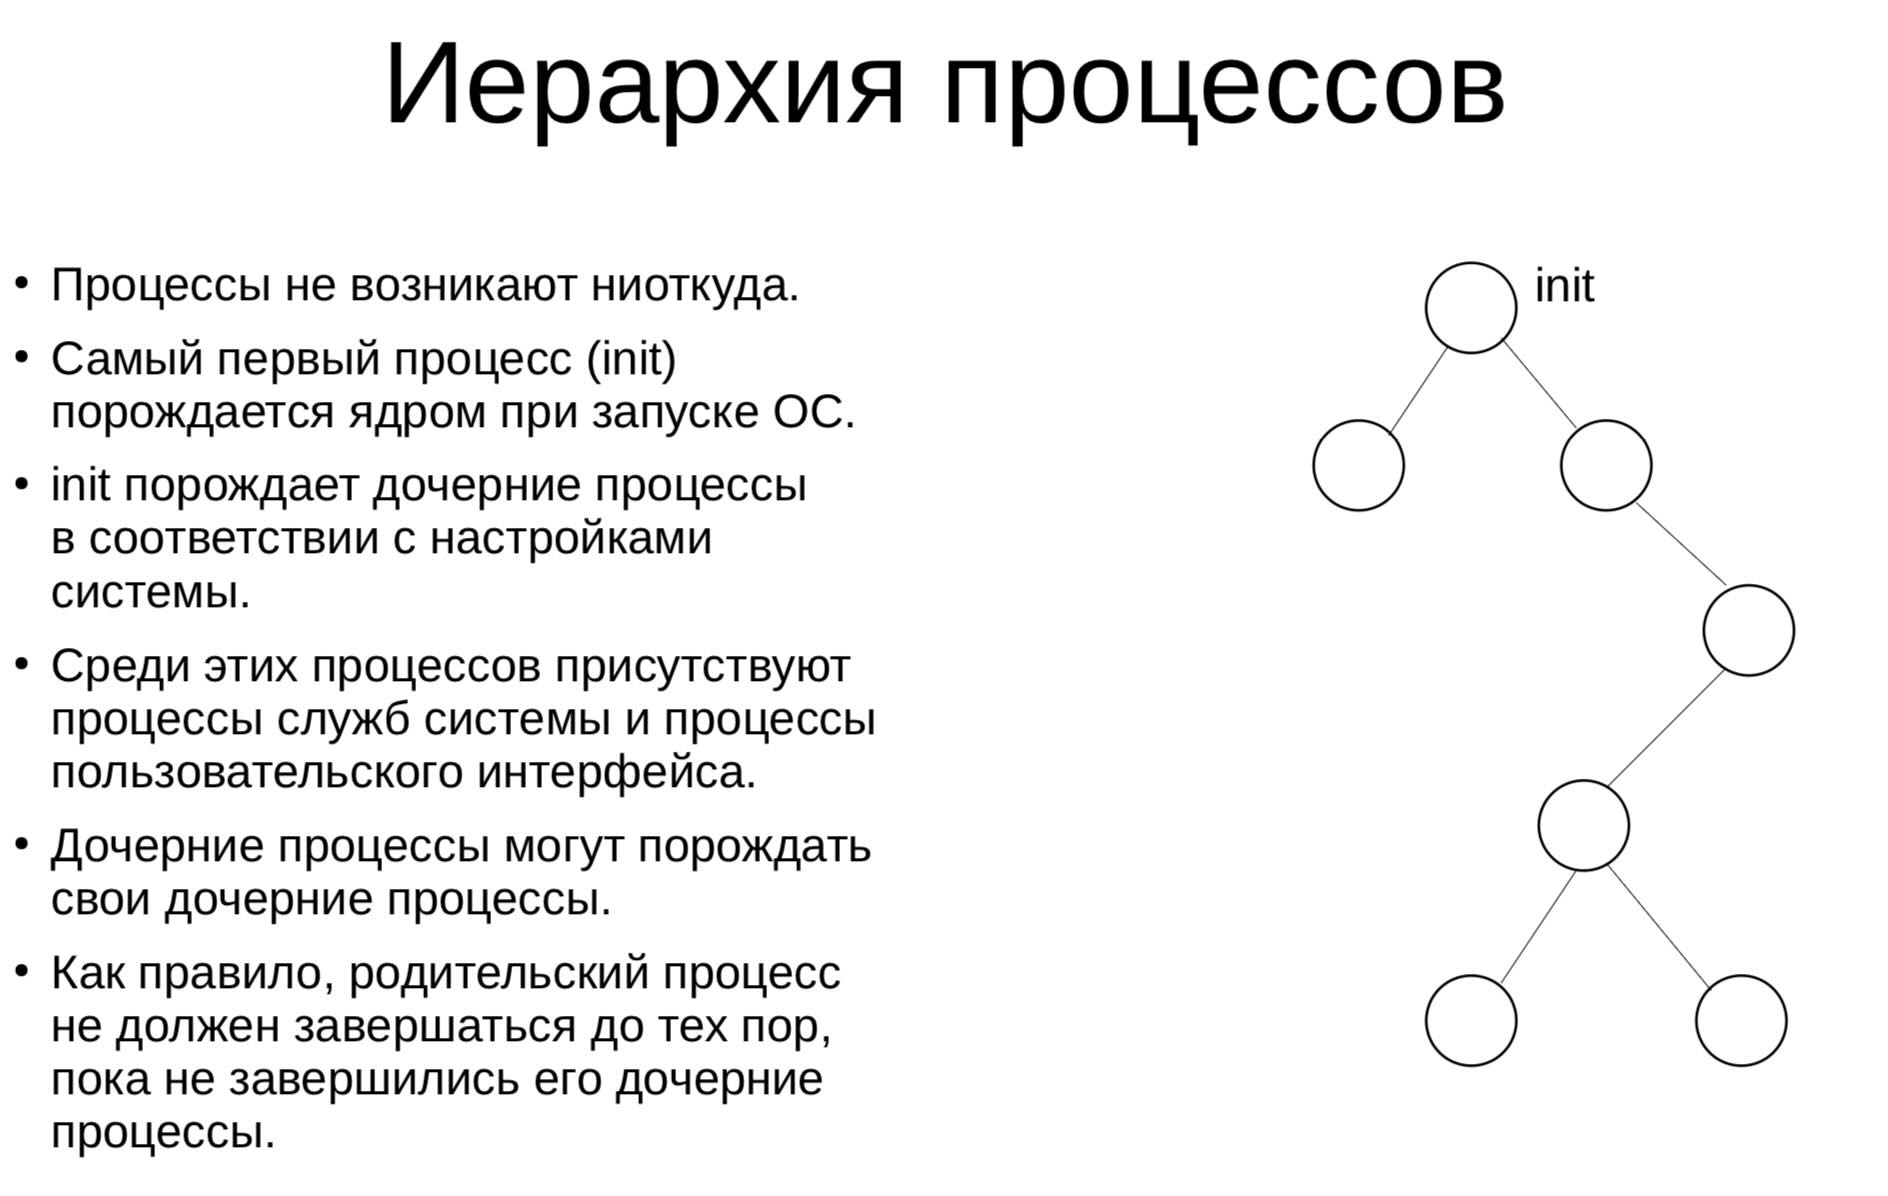 Иерархия процессов
• Процессы не возникают ниоткуда.
• Самый первый процесс (init)
порождается ядром при запуске ОС.
• init порождает дочерние процессы
в соответствии с настройками
системы.
• Среди этих процессов присутствуют
процессы служб системы и процессы
пользовательского интерфейса.
• Дочерние процессы могут порождать
свои дочерние процессы.
• Как правило, родительский процесс
не должен завершаться до тех пор,
пока не завершились его дочерние
процессы.
init